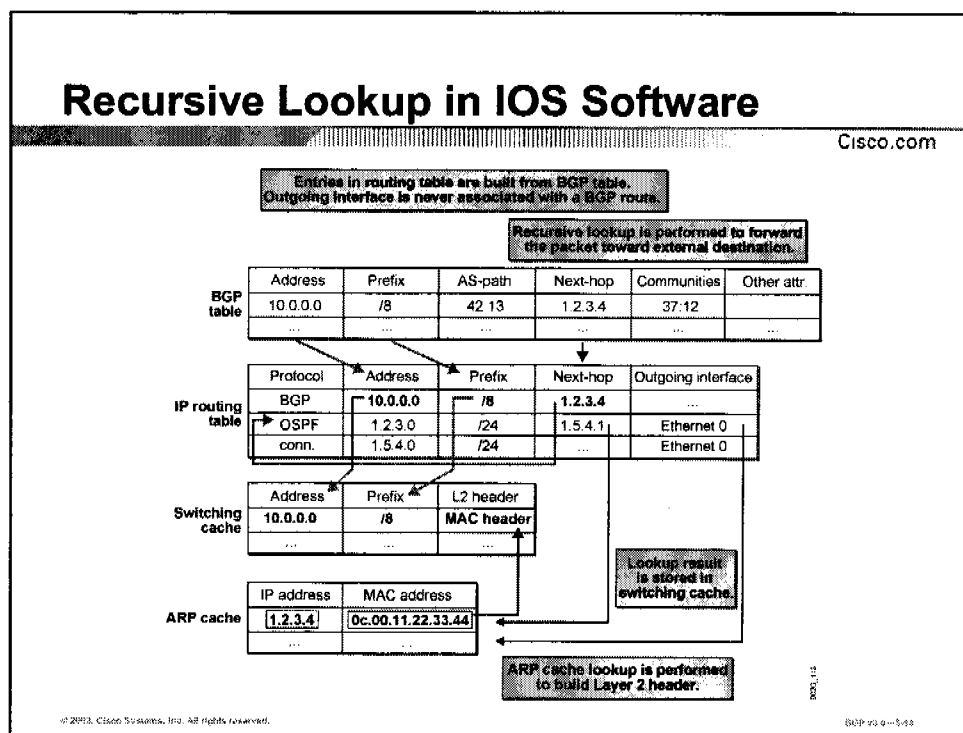 Recursive Lookup in IOS Software
Cisco.com
Entries in routing table are built from BGP table.
Outgoing interface is never associated with a BGP route.
Recursive lookup is performed to forward
the packet toward external destination.
BGP table
Address Prefix AS-path Next-hop Communities Other attr.
10.0.0.0 /8 42 13 1.2.3.4 37:12
... ... ... ... ... ...
IP routing table
Protocol Address Prefix Next-hop Outgoing interface
BGP 10.0.0.0 /8 1.2.3.4 ...
OSPF 1.2.3.0 /24 1.5.4.1 Ethernet 0
conn. 1.5.4.0 /24 ... Ethernet 0
Switching cache
Address Prefix L2 header
10.0.0.0 /8 MAC header
... ... ...
Lookup result
is stored in
switching cache.
ARP cache
IP address MAC address
1.2.3.4 0c.00.11.22.33.44
... ...
ARP cache lookup is performed
to build Layer 2 header.
© 2003, Cisco Systems, Inc. All rights reserved.